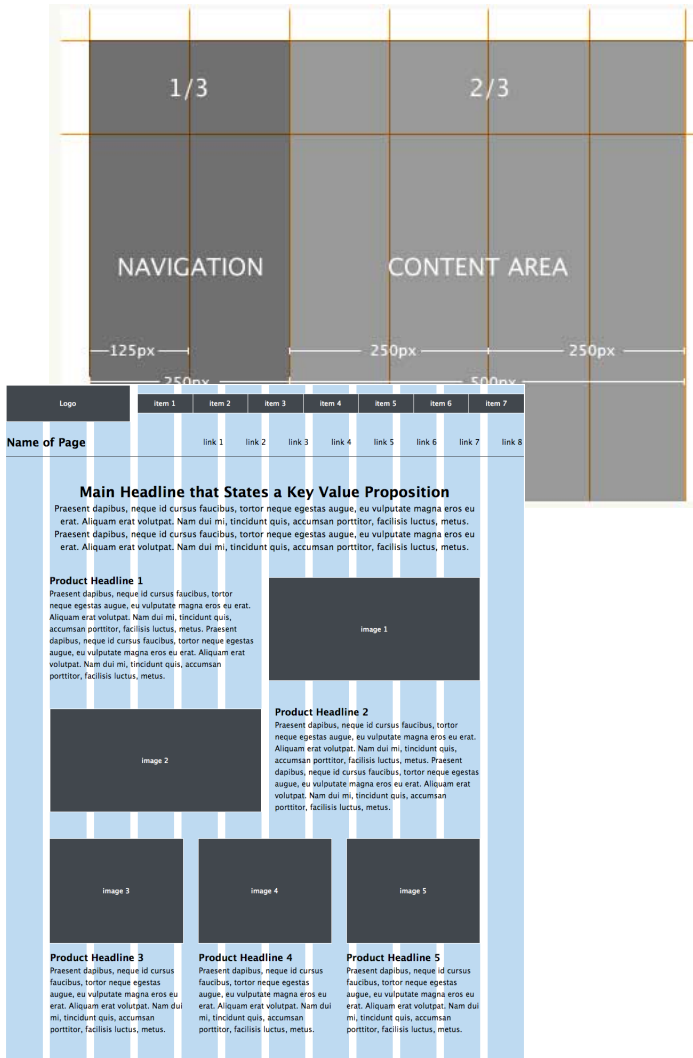 1/3
2/3
NAVIGATION
CONTENT AREA
125px
250px
250px
250px
500px
Logo
item 1
item 2
item 3
item 4
item 5
item 6
item 7
Name of Page
link 1
link 2
link 3
link 4
link 5
link 6
link 7
link 8
Main Headline that States a Key Value Proposition
Praesent dapibus, neque id cursus faucibus, tortor neque egestas augue, eu vulputate magna eros eu
erat. Aliquam erat volutpat. Nam dui mi, tincidunt quis, accumsan porttitor, facilisis luctus, metus.
Praesent dapibus, neque id cursus faucibus, tortor neque egestas augue, eu vulputate magna eros eu
erat. Aliquam erat volutpat. Nam dui mi, tincidunt quis, accumsan porttitor, facilisis luctus, metus.
Product Headline 1
Praesent dapibus, neque id cursus faucibus, tortor
neque egestas augue, eu vulputate magna eros eu erat.
Aliquam erat volutpat. Nam dui mi, tincidunt quis,
accumsan porttitor, facilisis luctus, metus. Praesent
dapibus, neque id cursus faucibus, tortor neque egestas
augue, eu vulputate magna eros eu erat. Aliquam erat
volutpat. Nam dui mi, tincidunt quis, accumsan
porttitor, facilisis luctus, metus.
image 1
image 2
Product Headline 2
Praesent dapibus, neque id cursus faucibus, tortor
neque egestas augue, eu vulputate magna eros eu erat.
Aliquam erat volutpat. Nam dui mi, tincidunt quis,
accumsan porttitor, facilisis luctus, metus. Praesent
dapibus, neque id cursus faucibus, tortor neque egestas
augue, eu vulputate magna eros eu erat. Aliquam erat
volutpat. Nam dui mi, tincidunt quis, accumsan
porttitor, facilisis luctus, metus.
image 3
image 4
image 5
Product Headline 3
Praesent dapibus, neque id cursus
faucibus, tortor neque egestas
augue, eu vulputate magna eros eu
erat. Aliquam erat volutpat. Nam dui
mi, tincidunt quis, accumsan
porttitor, facilisis luctus, metus.
Product Headline 4
Praesent dapibus, neque id cursus
faucibus, tortor neque egestas
augue, eu vulputate magna eros eu
erat. Aliquam erat volutpat. Nam dui
mi, tincidunt quis, accumsan
porttitor, facilisis luctus, metus.
Product Headline 5
Praesent dapibus, neque id cursus
faucibus, tortor neque egestas
augue, eu vulputate magna eros eu
erat. Aliquam erat volutpat. Nam dui
mi, tincidunt quis, accumsan
porttitor, facilisis luctus, metus.